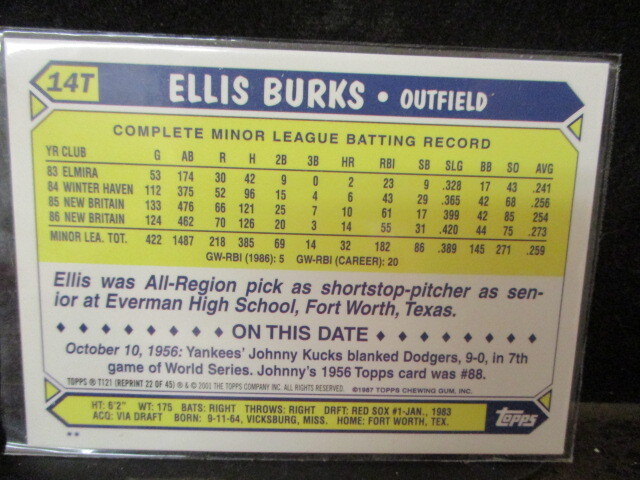 14T ELLIS BURKS • OUTFIELD
COMPLETE MINOR LEAGUE BATTING RECORD
YR CLUB G AB R H 2B 3B HR RBI SB SLG BB SO AVG
83 ELMIRA 53 174 30 42 9 0 2 23 9 .328 17 43 .241
84 WINTER HAVEN 112 375 52 96 15 4 6 43 29 .365 42 68 .256
85 NEW BRITAIN 133 476 66 121 25 7 10 61 17 .399 42 85 .254
86 NEW BRITAIN 124 462 70 126 20 3 14 55 31 .420 44 75 .273
MINOR LEA. TOT. 422 1487 218 385 69 14 32 182 86 .389 145 271 .259
GW-RBI (1986): 5 GW-RBI (CAREER): 20
Ellis was All-Region pick as shortstop-pitcher as sen-
ior at Everman High School, Fort Worth, Texas.
ON THIS DATE
October 10, 1956: Yankees' Johnny Kucks blanked Dodgers, 9-0, in 7th
game of World Series. Johnny's 1956 Topps card was #88.
TOPPS ® T121 (REPRINT 22 OF 45) ® & © 2001 THE TOPPS COMPANY INC. ALL RIGHTS RESERVED. ©1987 TOPPS CHEWING GUM, INC.
HT: 6'2" WT: 175 BATS: RIGHT THROWS: RIGHT DRFT: RED SOX #1-JAN., 1983
ACQ: VIA DRAFT BORN: 9-11-64, VICKSBURG, MISS. HOME: FORT WORTH, TEX.
topps
**